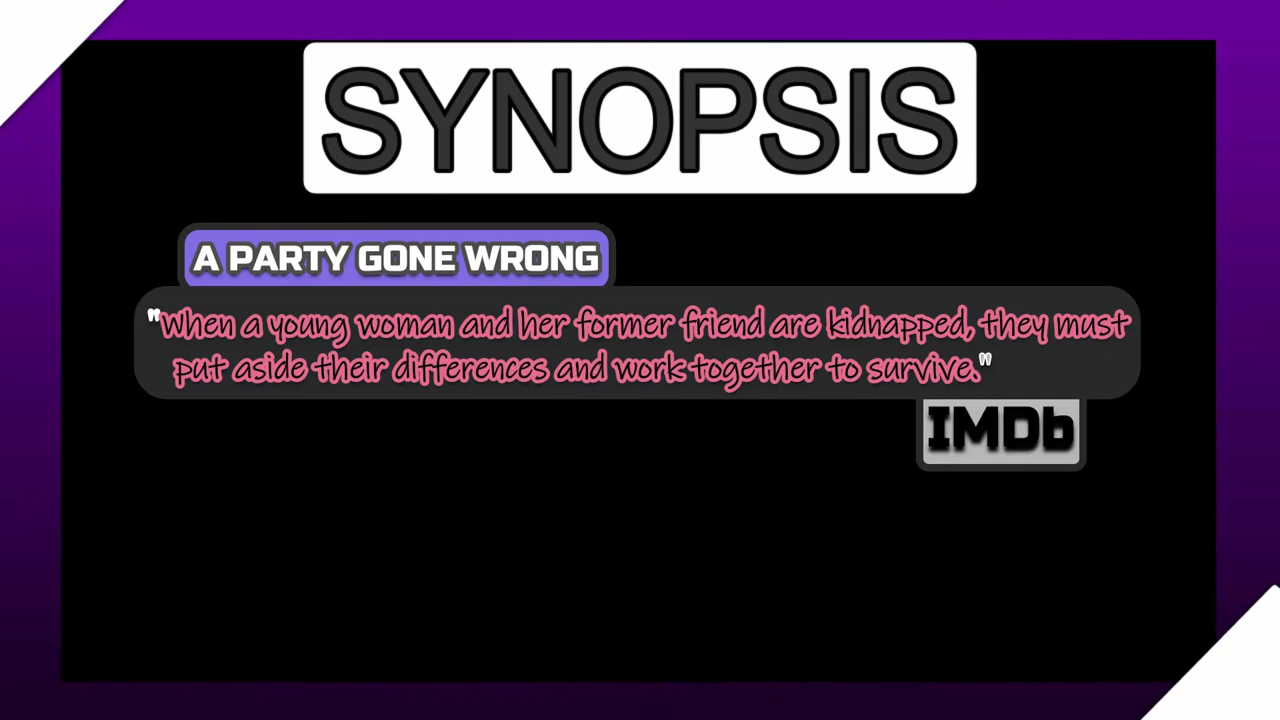 SYNOPSIS
A PARTY GONE WRONG
"When a young woman and her former friend are kidnapped, they must
put aside their differences and work together to survive."
IMDb